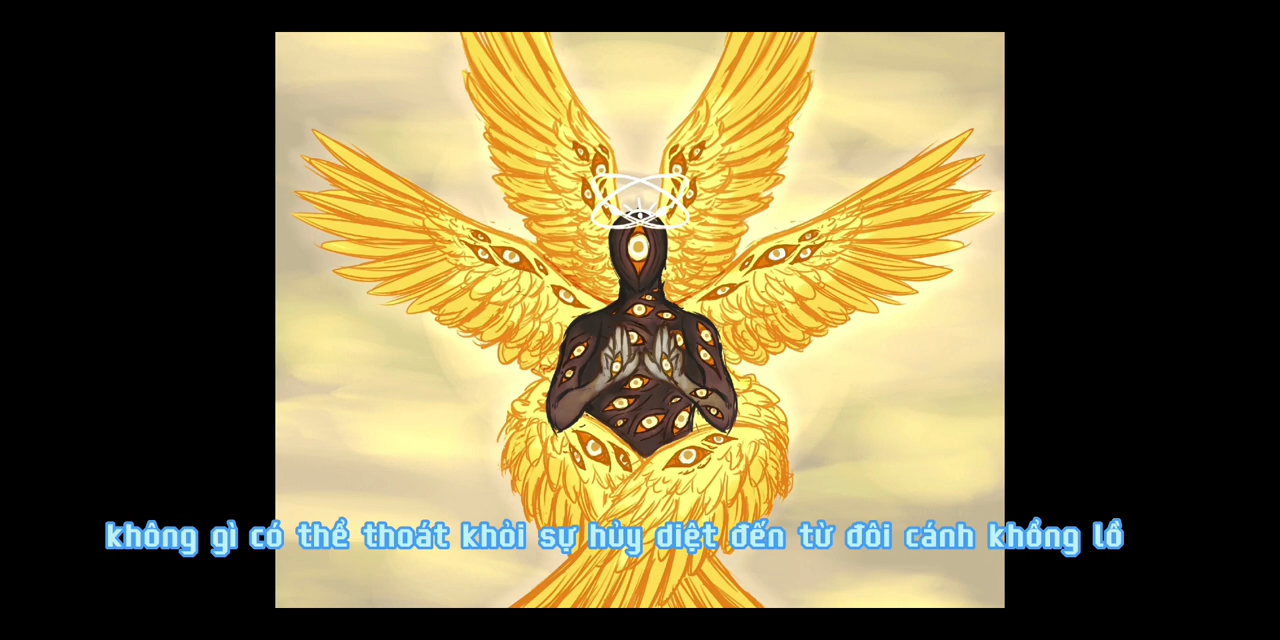 không gì có thể thoát khỏi sự hủy diệt đến từ đôi cánh khổng lồ